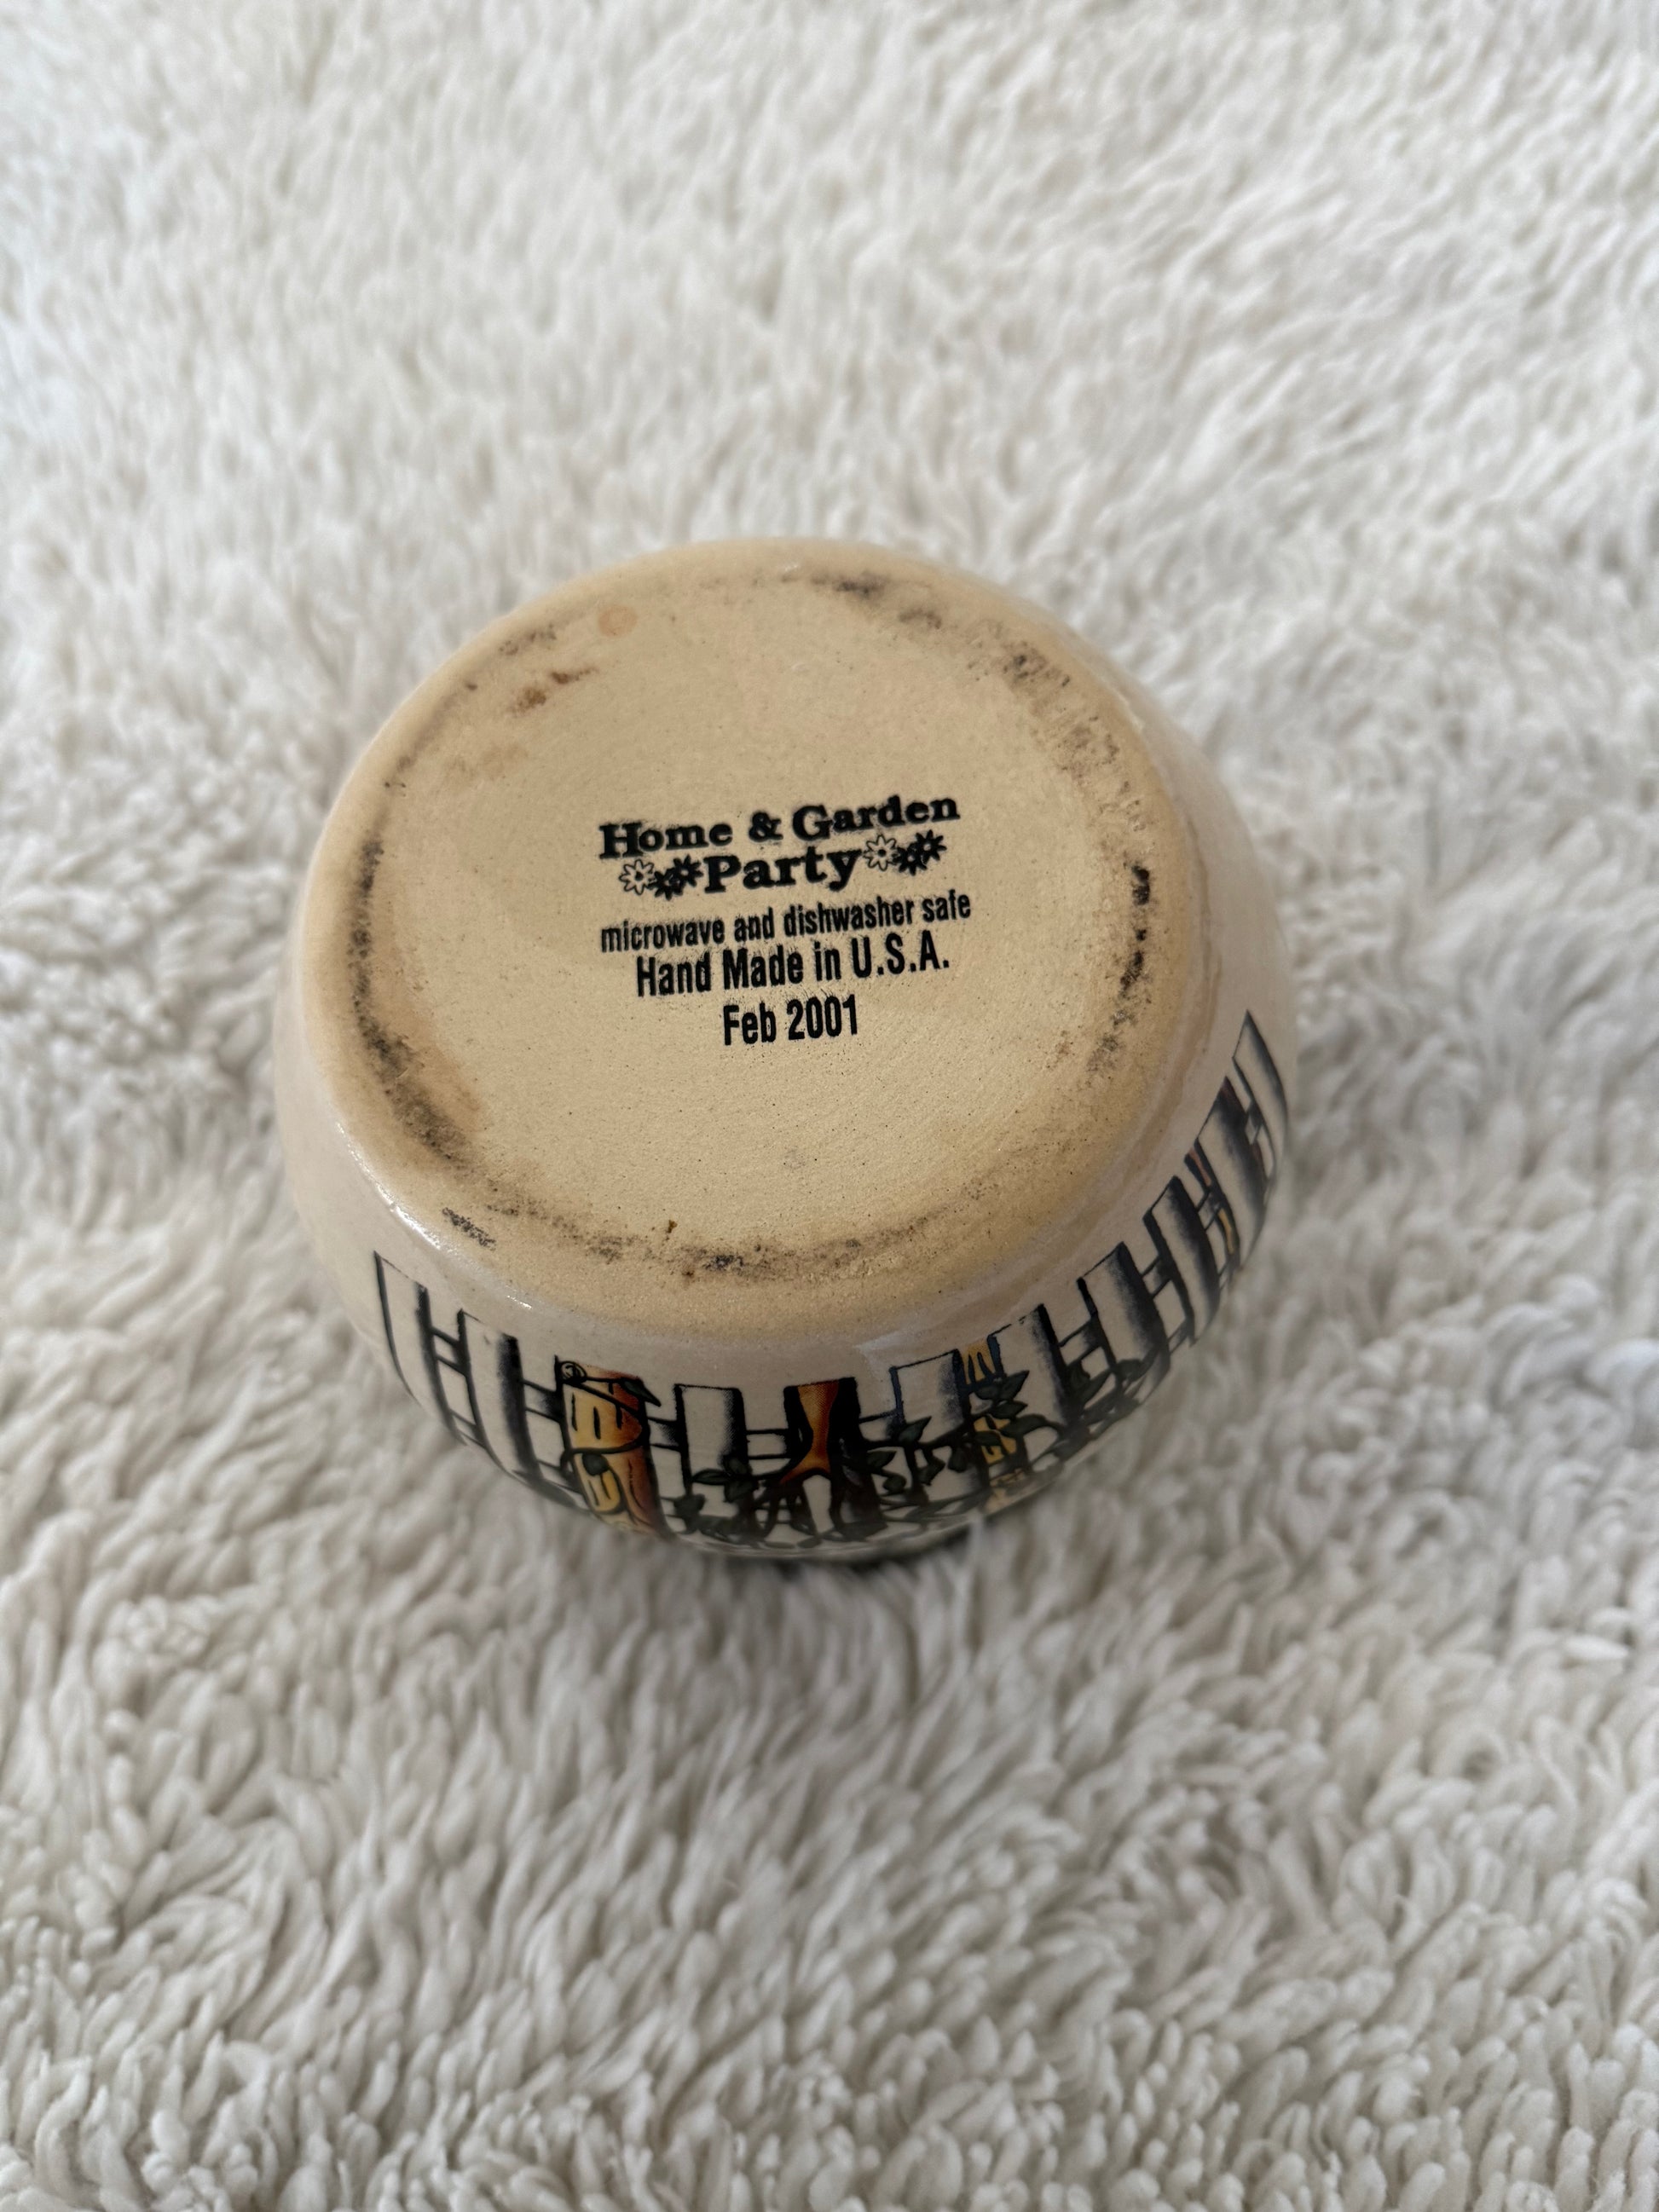 Home & Garden
Party
microwave and dishwasher safe
Hand Made in U.S.A.
Feb 2001